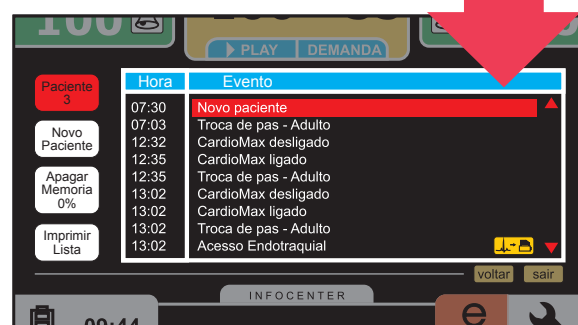 PLAY DEMANDA
Paciente
3
Novo
Paciente
Apagar
Memoria
0%
Imprimir
Lista
Hora Evento
07:30 Novo paciente
07:03 Troca de pas - Adulto
12:32 CardioMax desligado
12:35 CardioMax ligado
12:35 Troca de pas - Adulto
13:02 CardioMax desligado
13:02 CardioMax ligado
13:02 Troca de pas - Adulto
13:02 Acesso Endotraquial
voltar sair
INFOCENTER
e